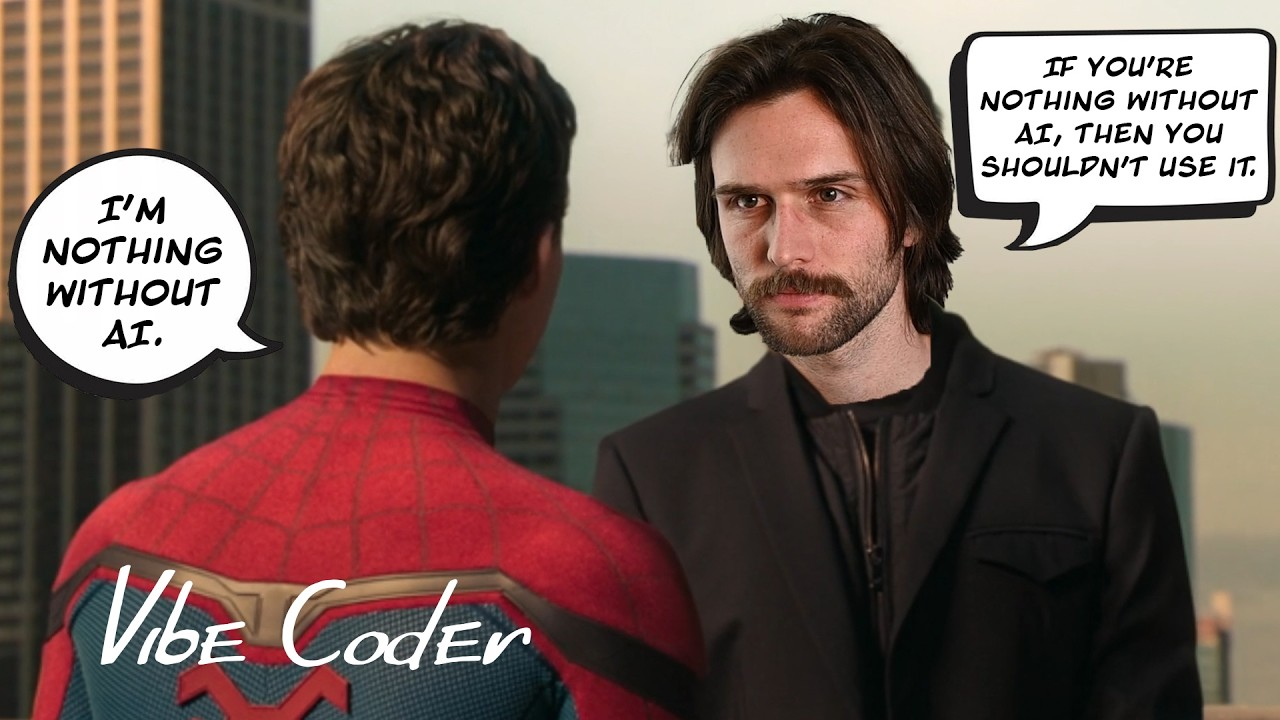 I'M
NOTHING
WITHOUT
AI.
IF YOU'RE
NOTHING WITHOUT
AI, THEN YOU
SHOULDN'T USE IT.
Vibe Coder